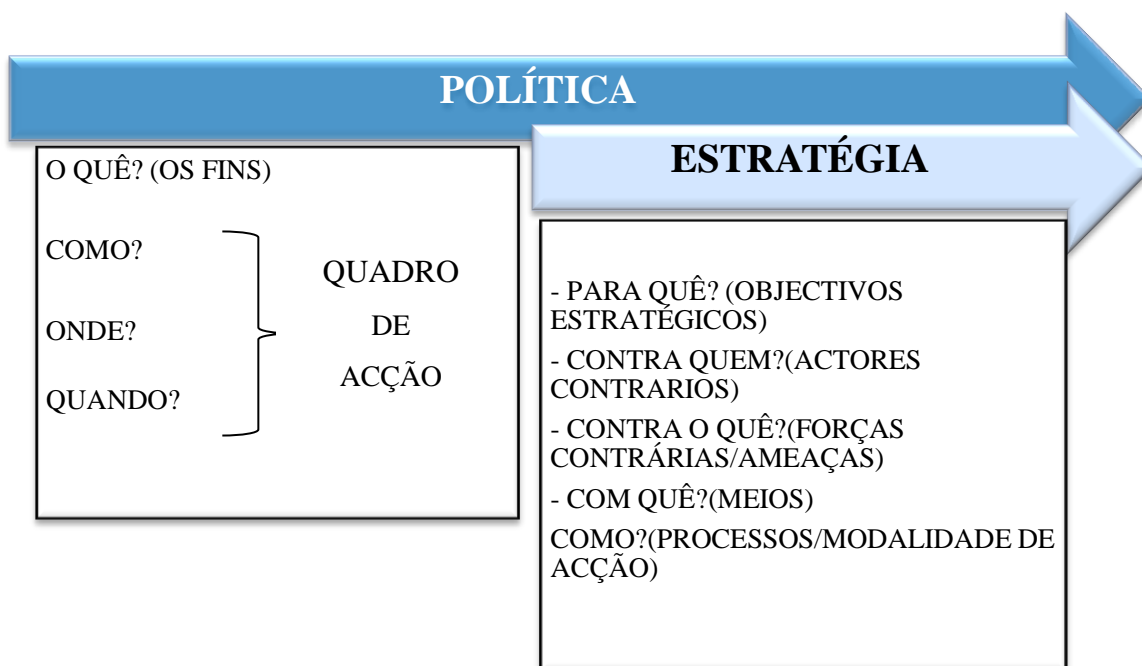 POLÍTICA
ESTRATÉGIA
O QUÊ? (OS FINS)
COMO?
ONDE?
QUANDO?
QUADRO
DE
ACÇÃO
- PARA QUÊ? (OBJECTIVOS
ESTRATÉGICOS)
- CONTRA QUEM?(ACTORES
CONTRARIOS)
- CONTRA O QUÊ?(FORÇAS
CONTRÁRIAS/AMEAÇAS)
- COM QUÊ?(MEIOS)
COMO?(PROCESSOS/MODALIDADE DE
ACÇÃO)